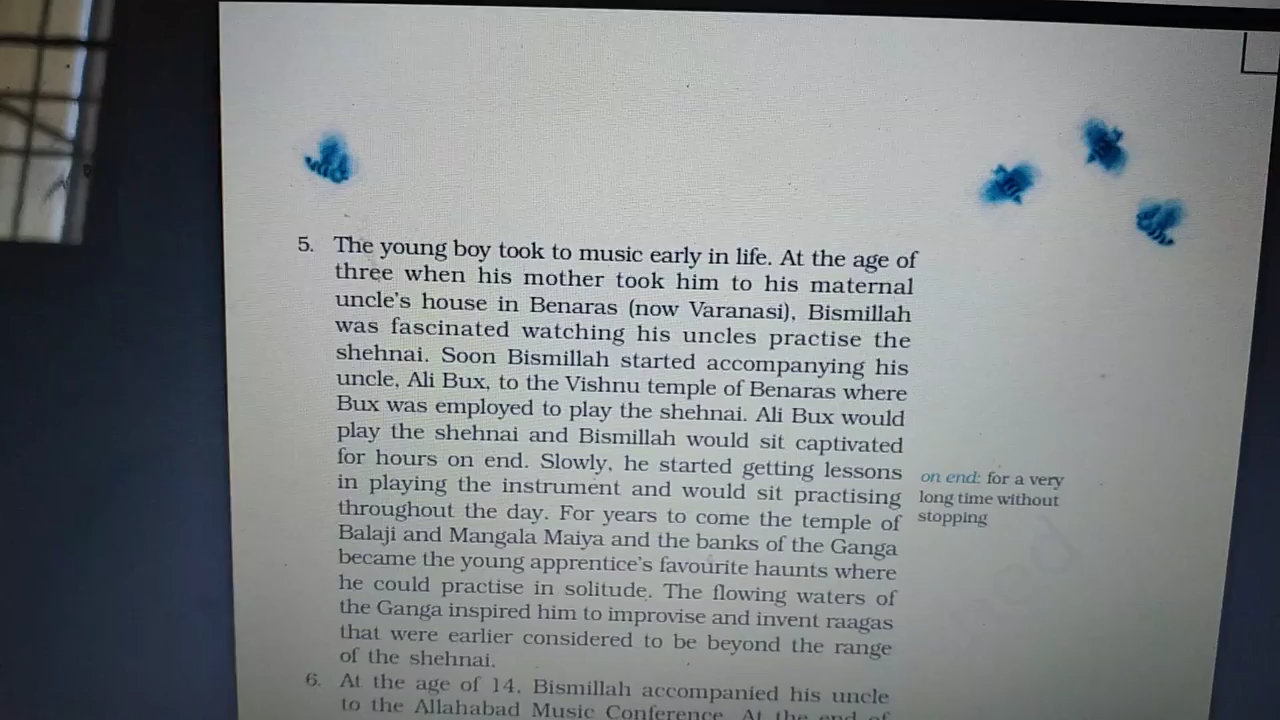 5. The young boy took to music early in life. At the age of
three when his mother took him to his maternal
uncle's house in Benaras (now Varanasi), Bismillah
was fascinated watching his uncles practise the
shehnai. Soon Bismillah started accompanying his
uncle, Ali Bux, to the Vishnu temple of Benaras where
Bux was employed to play the shehnai. Ali Bux would
play the shehnai and Bismillah would sit captivated
for hours on end. Slowly, he started getting lessons
in playing the instrument and would sit practising
throughout the day. For years to come the temple of
Balaji and Mangala Maiya and the banks of the Ganga
became the young apprentice's favourite haunts where
he could practise in solitude. The flowing waters of
the Ganga inspired him to improvise and invent raagas
that were earlier considered to be beyond the range
of the shehnai.
on end: for a very
long time without
stopping
6. At the age of 14, Bismillah accompanied his uncle
to the Allahabad Music Conference. At the end of